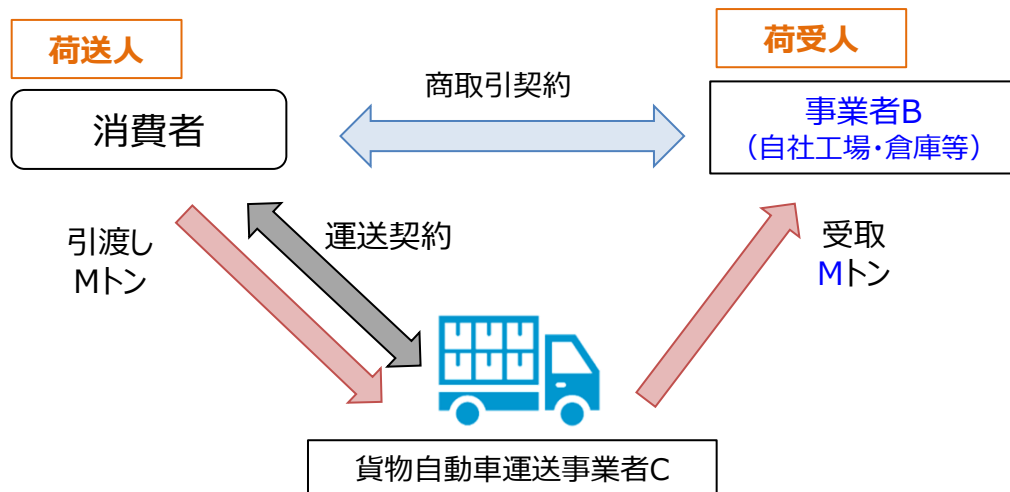 荷送人
荷受人
消費者
商取引契約
事業者B
（自社工場・倉庫等）
引渡し
Mトン
運送契約
受取
Mトン
貨物自動車運送事業者C